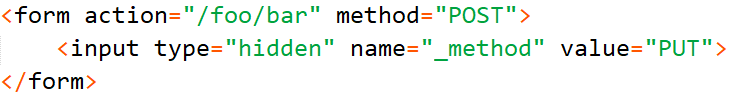 <form action="/foo/bar" method="POST">
    <input type="hidden" name="_method" value="PUT">
</form>